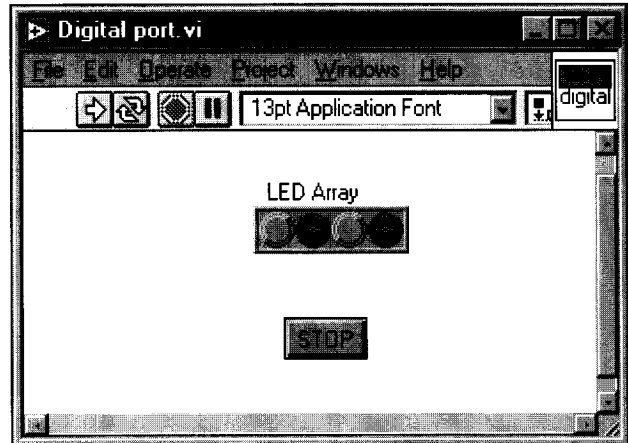 Digital port.vi
File Edit Operate Project Windows Help
13pt Application Font
digital
LED Array
STOP